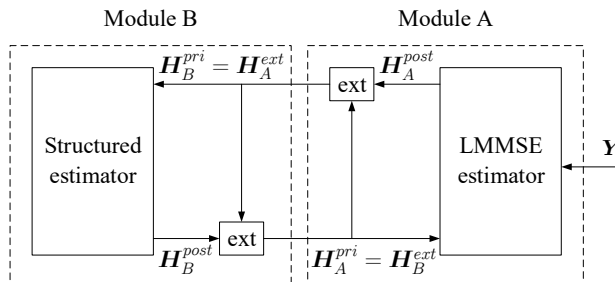 Module B
Module A
H_B^{pri} = H_A^{ext}
H_A^{post}
ext
Structured
estimator
LMMSE
estimator
Y
ext
H_B^{post}
H_A^{pri} = H_B^{ext}